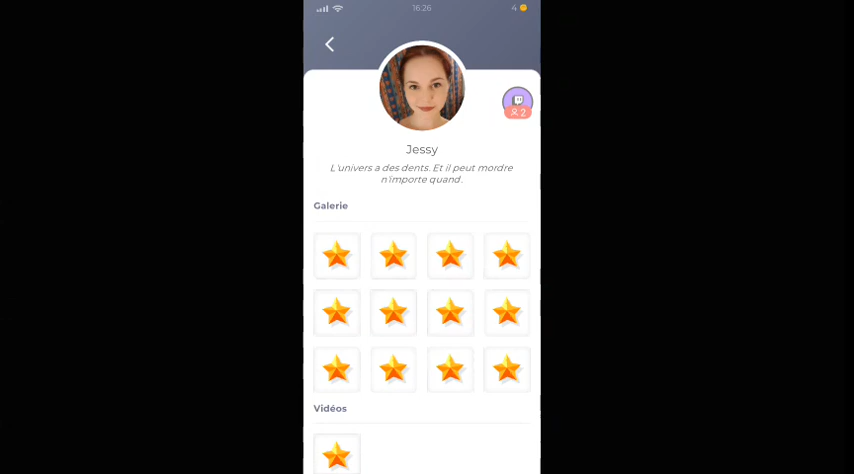 16:26
4
2
Jessy
L'univers a des dents. Et il peut mordre
n'importe quand.
Galerie
Vidéos